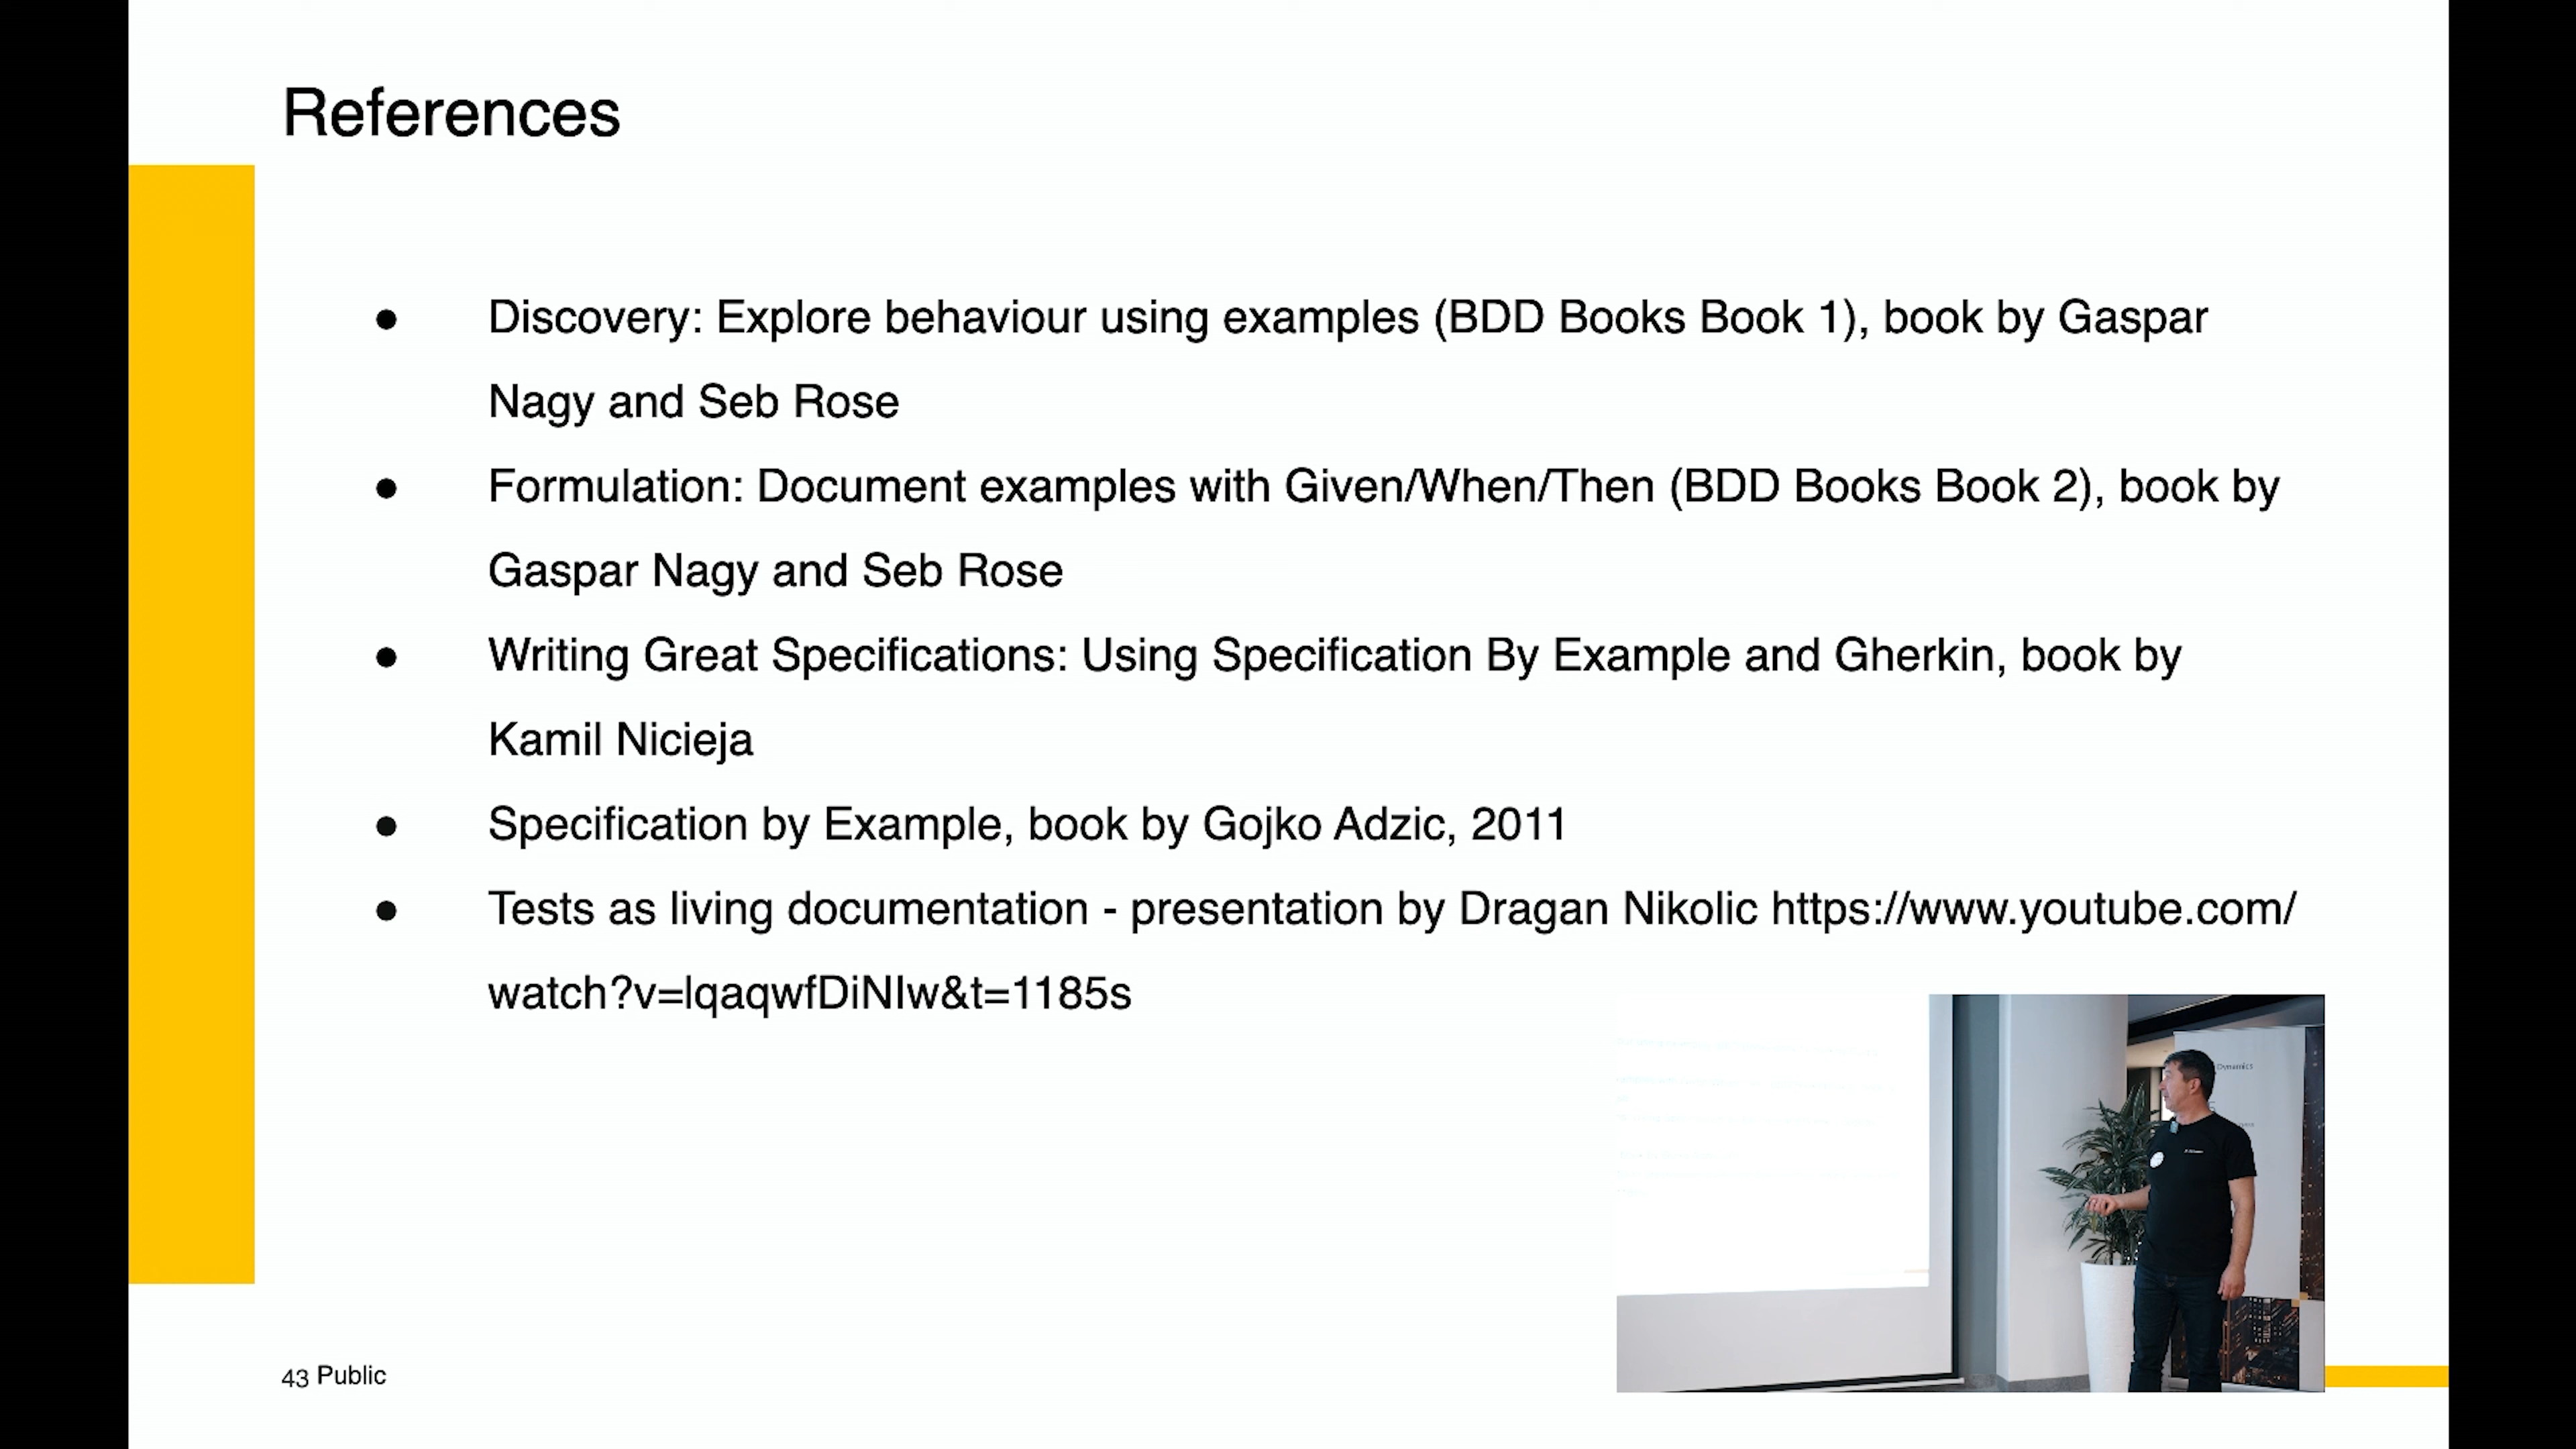 References
• Discovery: Explore behaviour using examples (BDD Books Book 1), book by Gaspar
Nagy and Seb Rose
• Formulation: Document examples with Given/When/Then (BDD Books Book 2), book by
Gaspar Nagy and Seb Rose
• Writing Great Specifications: Using Specification By Example and Gherkin, book by
Kamil Nicieja
• Specification by Example, book by Gojko Adzic, 2011
• Tests as living documentation - presentation by Dragan Nikolic https://www.youtube.com/
watch?v=lqaqwfDiNlw&t=1185s
Dynamics
43 Public